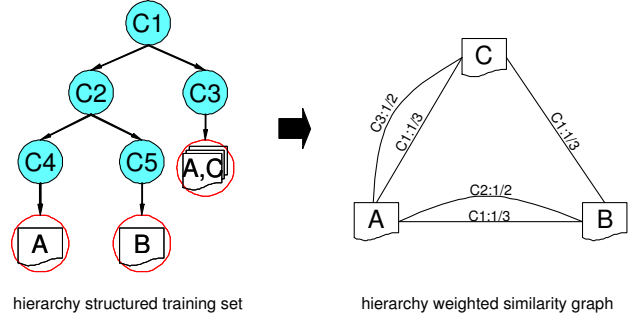 C1
C2
C3
C4
C5
A,C
A
B
hierarchy structured training set
C
C3:1/2
C1:1/3
C1:1/3
C2:1/2
C1:1/3
A
B
hierarchy weighted similarity graph